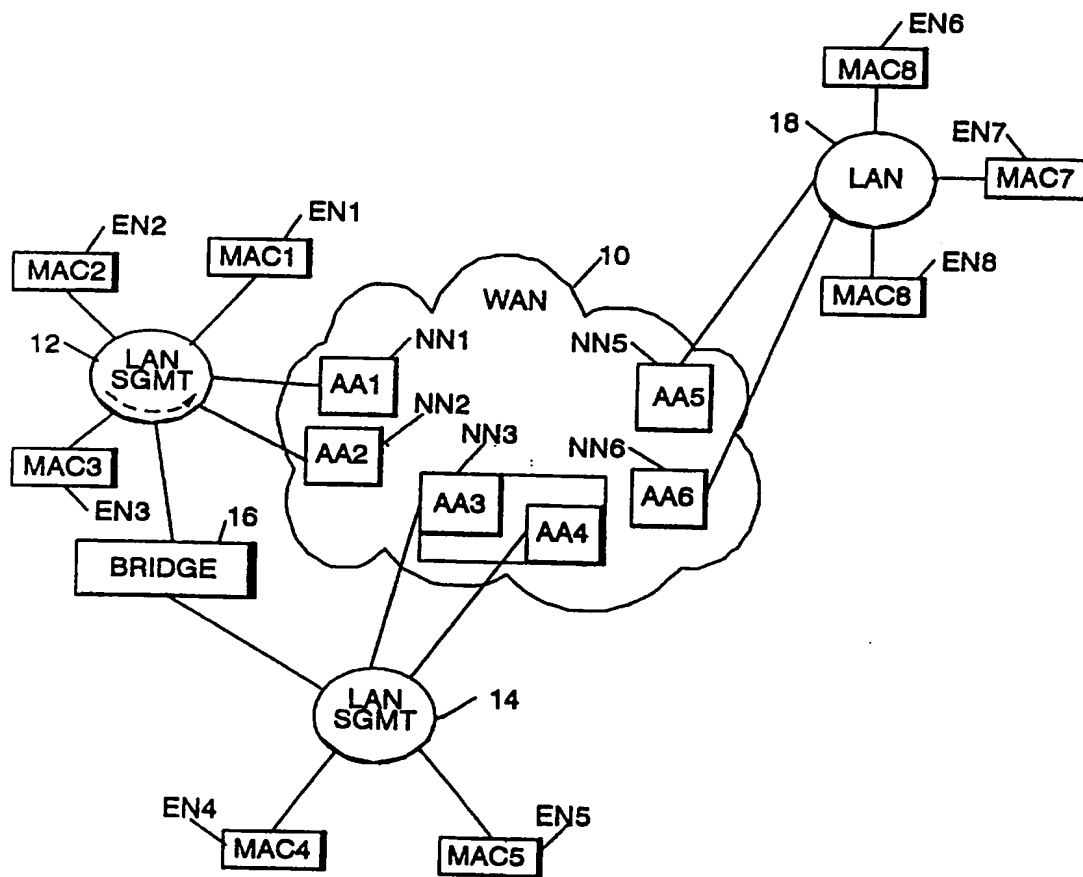 EN6
MAC8
18
EN7
LAN
MAC7
EN2
EN1
MAC2
MAC1
10
EN8
MAC8
WAN
12
LAN
SGMT
NN1
NN5
AA1
AA5
NN2
MAC3
AA2
NN3
NN6
EN3
16
AA3
AA6
AA4
BRIDGE
LAN
SGMT
14
EN4
EN5
MAC4
MAC5